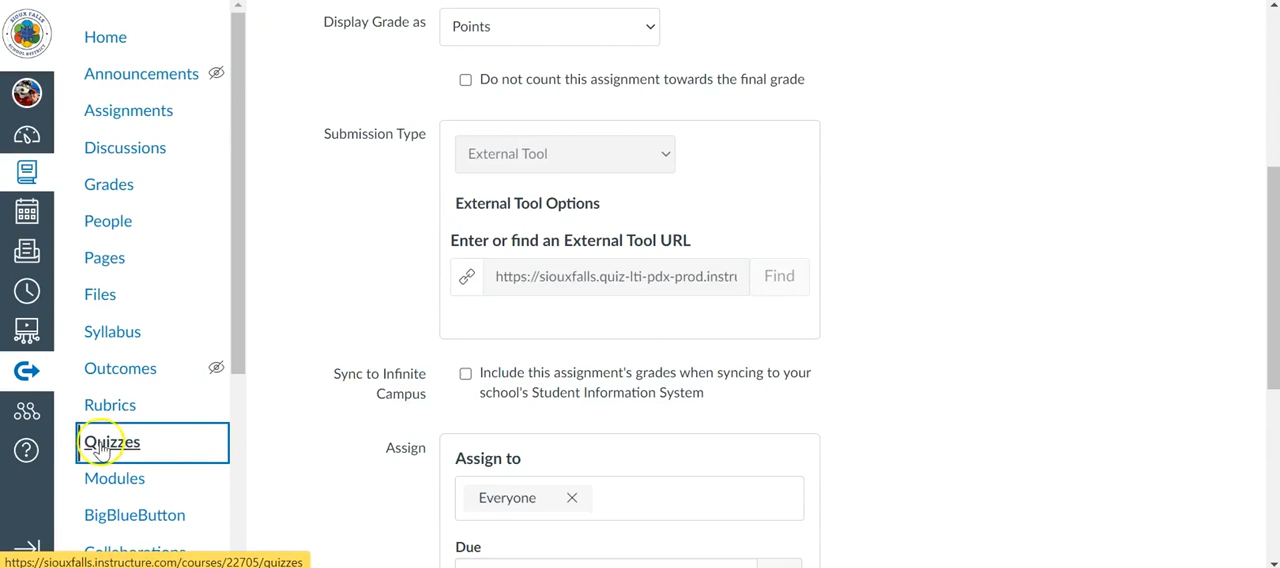 Home
Announcements
Assignments
Discussions
Grades
People
Pages
Files
Syllabus
Outcomes
Rubrics
Quizzes
Modules
BigBlueButton
Collaborations
https://siouxfalls.instructure.com/courses/22705/quizzes
Display Grade as
Points
Do not count this assignment towards the final grade
Submission Type
External Tool
External Tool Options
Enter or find an External Tool URL
https://siouxfalls.quiz-lti-pdx-prod.instru
Find
Sync to Infinite
Campus
Include this assignment's grades when syncing to your
school's Student Information System
Assign
Assign to
Everyone
Due